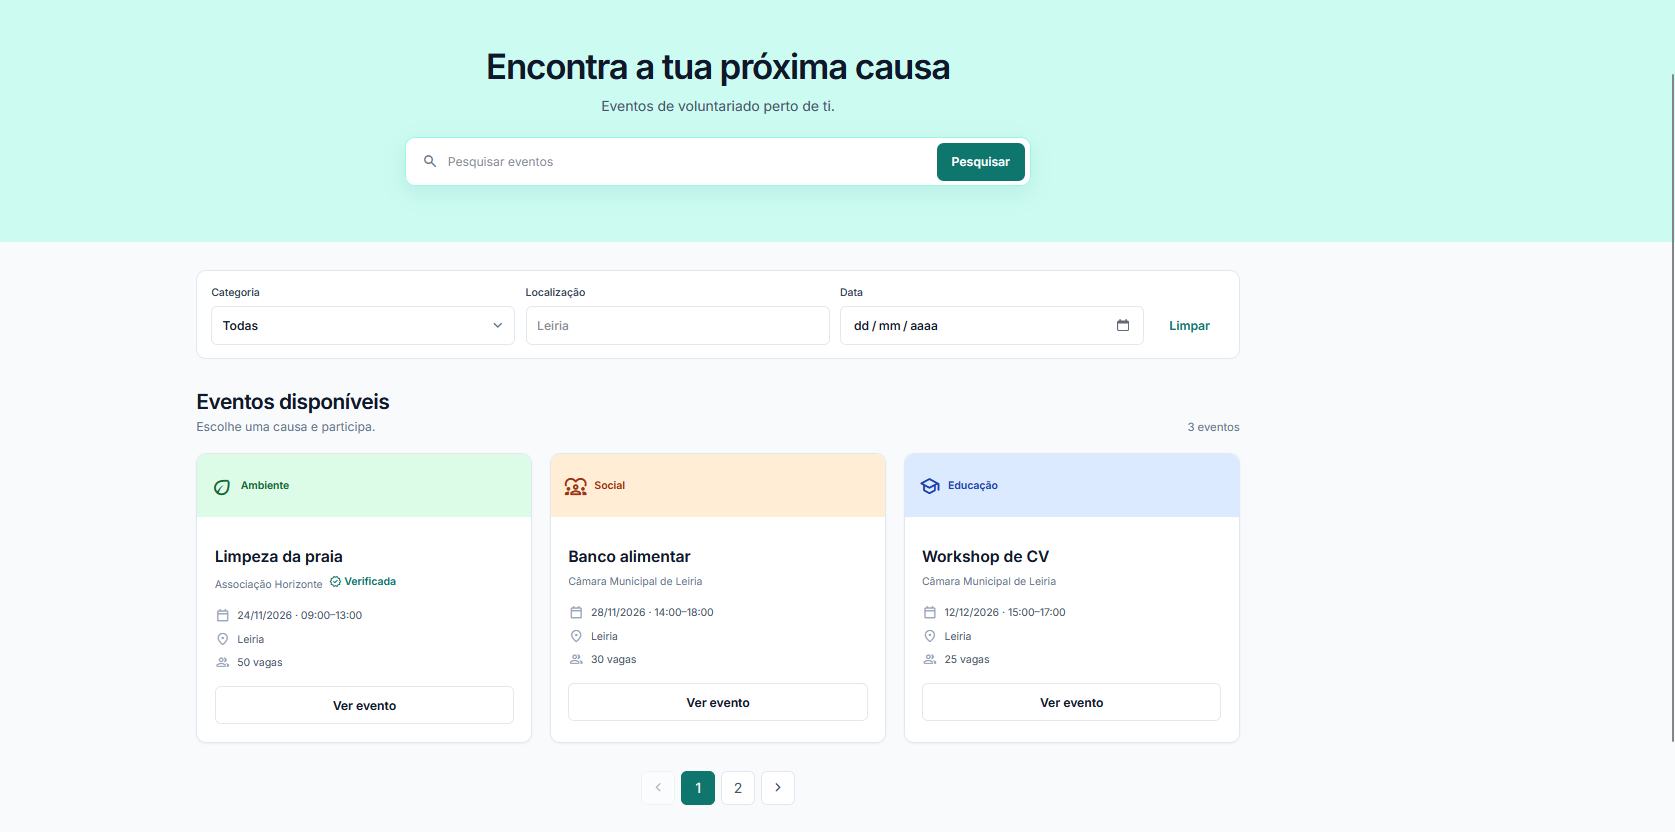 Encontra a tua próxima causa
Eventos de voluntariado perto de ti.
Pesquisar eventos
Pesquisar
Categoria
Localização
Data
Todas
Leiria
dd / mm / aaaa
Limpar
Eventos disponíveis
Escolhe uma causa e participa.
3 eventos
Ambiente
Limpeza da praia
Associação Horizonte Verificada
24/11/2026 · 09:00–13:00
Leiria
50 vagas
Ver evento
Social
Banco alimentar
Câmara Municipal de Leiria
28/11/2026 · 14:00–18:00
Leiria
30 vagas
Ver evento
Educação
Workshop de CV
Câmara Municipal de Leiria
12/12/2026 · 15:00–17:00
Leiria
25 vagas
Ver evento
1
2